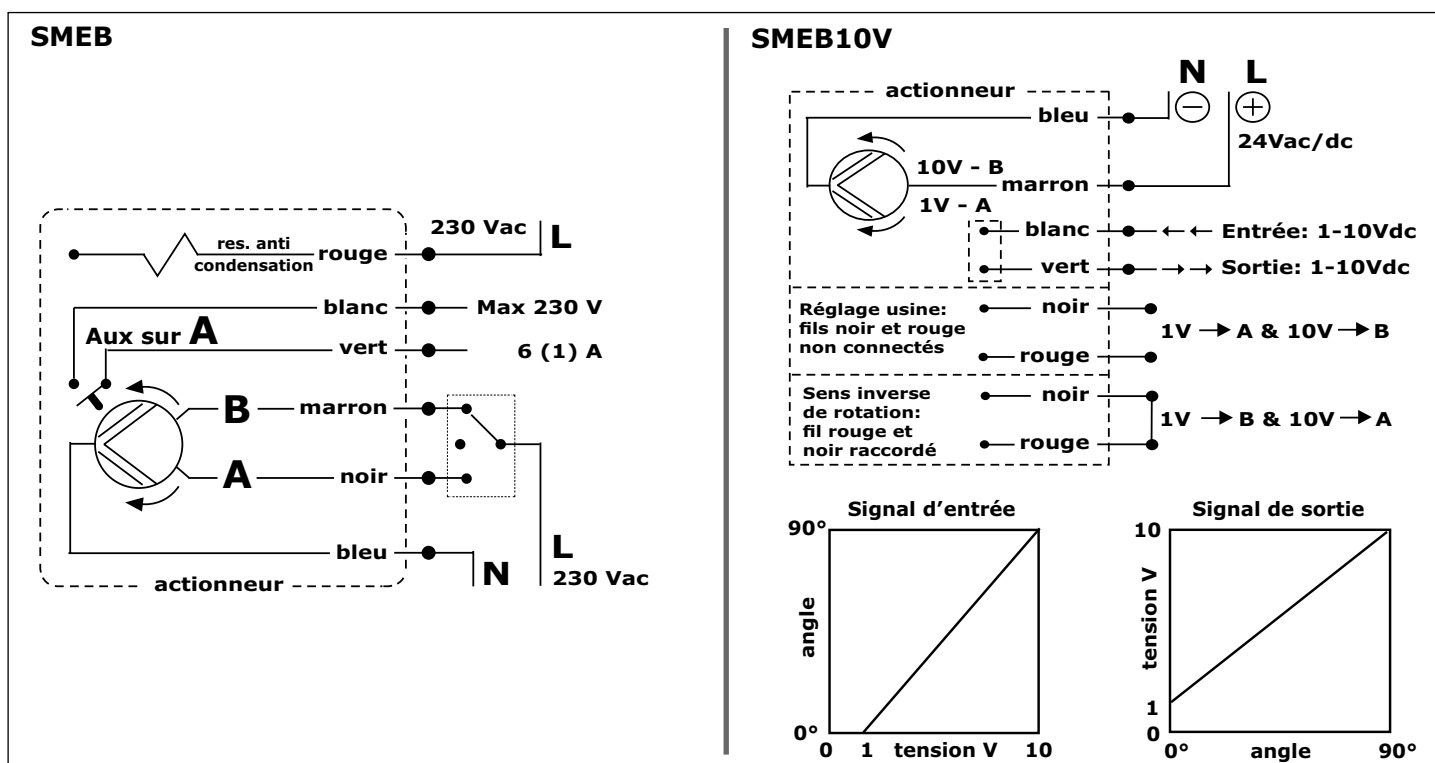 SMEB
230 Vac
L
res. anti
condensation
rouge
blanc
Max 230 V
Aux sur A
vert
6 (1) A
B
marron
A
noir
bleu
N
L
230 Vac
actionneur
SMEB10V
N
L
actionneur
bleu
24Vac/dc
10V - B
marron
1V - A
blanc
Entrée: 1-10Vdc
vert
Sortie: 1-10Vdc
Réglage usine:
fils noir et rouge
non connectés
noir
rouge
1V → A & 10V → B
Sens inverse
de rotation:
fil rouge et
noir raccordé
noir
rouge
1V → B & 10V → A
Signal d’entrée
90°
angle
0°
0 1 tension V 10
Signal de sortie
10
tension V
1
0
0° angle 90°